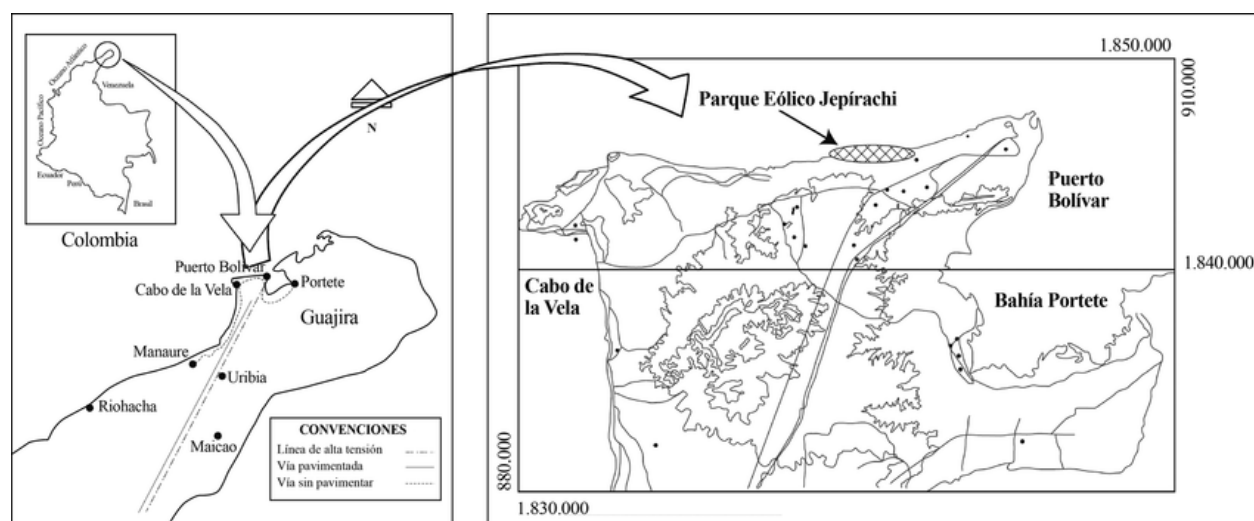 Océano Atlántico
Venezuela
Océano Pacífico
Ecuador
Perú
Brasil
Colombia
N
Puerto Bolívar
Cabo de la Vela
Portete
Guajira
Manaure
Uribia
Riohacha
Maicao
CONVENCIONES
Línea de alta tensión
Vía pavimentada
Vía sin pavimentar
1.850.000
910.000
Parque Eólico Jepírachi
Puerto
Bolívar
1.840.000
Cabo de
la Vela
Bahía Portete
880.000
1.830.000